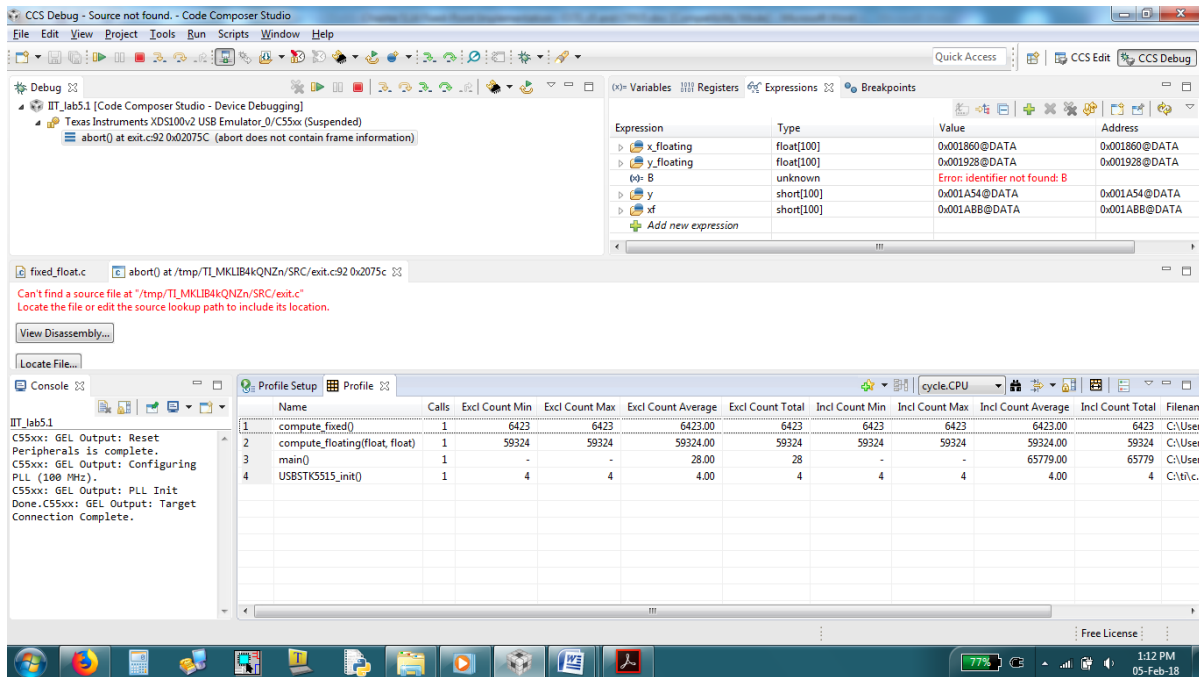 CCS Debug - Source not found. - Code Composer Studio
File Edit View Project Tools Run Scripts Window Help
Quick Access CCS Edit CCS Debug
Debug
IIT_lab5.1 [Code Composer Studio - Device Debugging]
Texas Instruments XDS100v2 USB Emulator_0/C55xx (Suspended)
abort() at exit.c:92 0x02075C (abort does not contain frame information)
(x)= Variables Registers Expressions Breakpoints
Expression Type Value Address
x_floating float[100] 0x001860@DATA 0x001860@DATA
y_floating float[100] 0x001928@DATA 0x001928@DATA
(x)= B unknown Error: identifier not found: B
y short[100] 0x001A54@DATA 0x001A54@DATA
xf short[100] 0x001ABB@DATA 0x001ABB@DATA
Add new expression
fixed_float.c abort() at /tmp/TI_MKLIB4kQNZn/SRC/exit.c:92 0x2075c
Can't find a source file at "/tmp/TI_MKLIB4kQNZn/SRC/exit.c"
Locate the file or edit the source lookup path to include its location.
View Disassembly...
Locate File...
Console
IIT_lab5.1
C55xx: GEL Output: Reset
Peripherals is complete.
C55xx: GEL Output: Configuring
PLL (100 MHz).
C55xx: GEL Output: PLL Init
Done.C55xx: GEL Output: Target
Connection Complete.
Profile Setup Profile cycle.CPU
Name Calls Excl Count Min Excl Count Max Excl Count Average Excl Count Total Incl Count Min Incl Count Max Incl Count Average Incl Count Total Filenam
1 compute_fixed() 1 6423 6423 6423.00 6423 6423 6423 6423.00 6423 C:\User
2 compute_floating(float, float) 1 59324 59324 59324.00 59324 59324 59324 59324.00 59324 C:\User
3 main() 1 - - 28.00 28 - - 65779.00 65779 C:\User
4 USBSTK5515_init() 1 4 4 4.00 4 4 4 4.00 4 C:\ti\c.
Free License
77% 1:12 PM
05-Feb-18